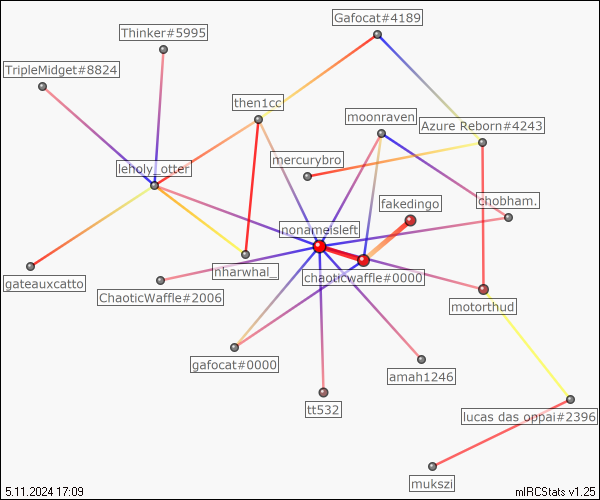 Gafocat#4189
Thinker#5995
TripleMidget#8824
then1cc
moonraven
Azure Reborn#4243
mercurybro
leholy_otter
fakedingo
chobham.
nonameisleft
nharwhal_
chaoticwaffle#0000
gateauxcatto
ChaoticWaffle#2006
motorthud
gafocat#0000
amah1246
tt532
lucas das oppai#2396
mukszi
5.11.2024 17:09
mIRCStats v1.25